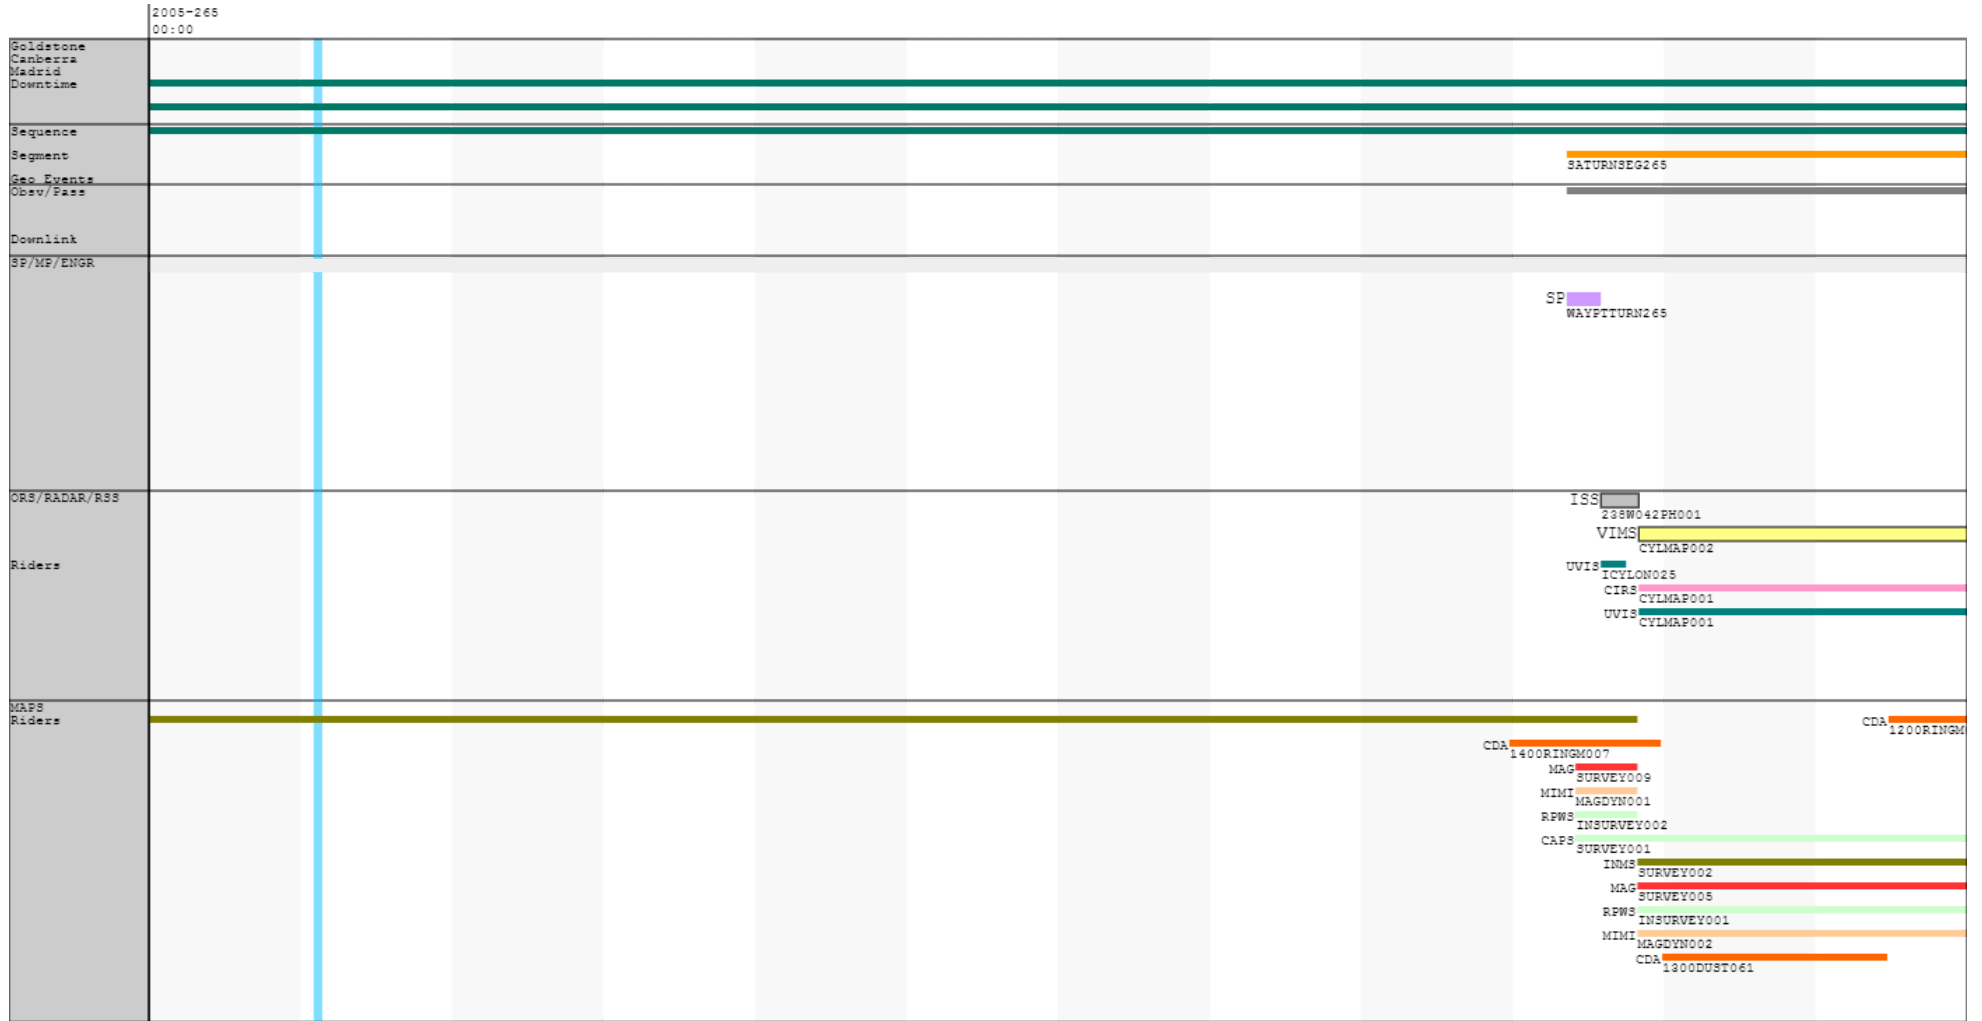 2005-265
00:00
Goldstone
Canberra
Madrid
Downtime
Sequence
Segment
SATURNSEG265
Geo Events
Obsv/Pass
Downlink
SP/MP/ENGR
SP
WAYPTTURN265
ORS/RADAR/RSS
ISS
238W042PH001
VIMS
CYLMAP002
Riders
UVIS
ICYLON025
CIRS
CYLMAP001
UVIS
CYLMAP001
MAPS
Riders
CDA
1200RINGM
CDA
1400RINGM007
MAG
SURVEY009
MIMI
MAGDYN001
RPWS
INSURVEY002
CAPS
SURVEY001
INMS
SURVEY002
MAG
SURVEY005
RPWS
INSURVEY001
MIMI
MAGDYN002
CDA
1300DUST061